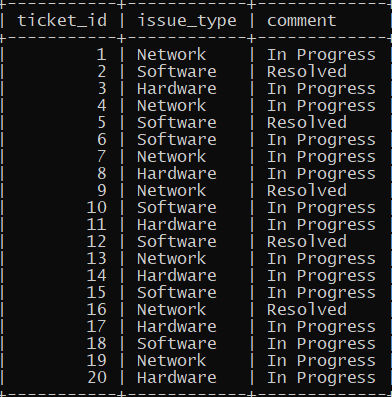 +-----------+------------+-------------+
| ticket_id | issue_type | comment
+-----------+------------+-------------+
| 1 | Network | In Progress |
| 2 | Software | Resolved |
| 3 | Hardware | In Progress |
| 4 | Network | In Progress |
| 5 | Software | Resolved |
| 6 | Software | In Progress |
| 7 | Network | In Progress |
| 8 | Hardware | In Progress |
| 9 | Network | Resolved |
| 10 | Software | In Progress |
| 11 | Hardware | In Progress |
| 12 | Software | Resolved |
| 13 | Network | In Progress |
| 14 | Hardware | In Progress |
| 15 | Software | In Progress |
| 16 | Network | Resolved |
| 17 | Hardware | In Progress |
| 18 | Software | In Progress |
| 19 | Network | In Progress |
| 20 | Hardware | In Progress |
+-----------+------------+-------------+